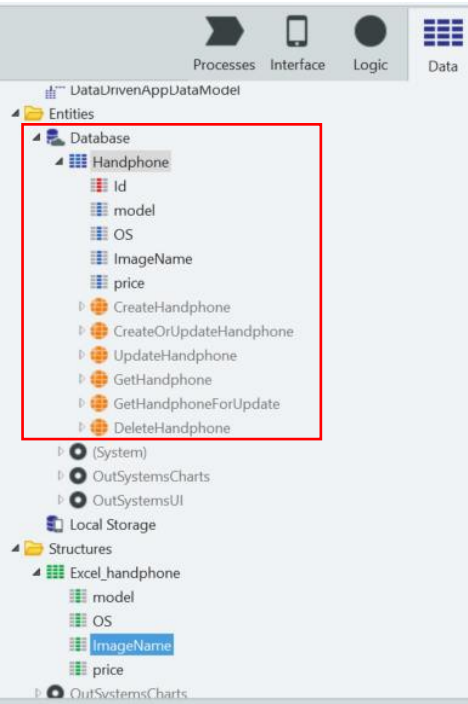 Processes Interface Logic Data
DataDrivenAppDataModel
Entities
Database
Handphone
Id
model
OS
ImageName
price
CreateHandphone
CreateOrUpdateHandphone
UpdateHandphone
GetHandphone
GetHandphoneForUpdate
DeleteHandphone
(System)
OutSystemsCharts
OutSystemsUI
Local Storage
Structures
Excel_handphone
model
OS
ImageName
price
OutSystemsCharts